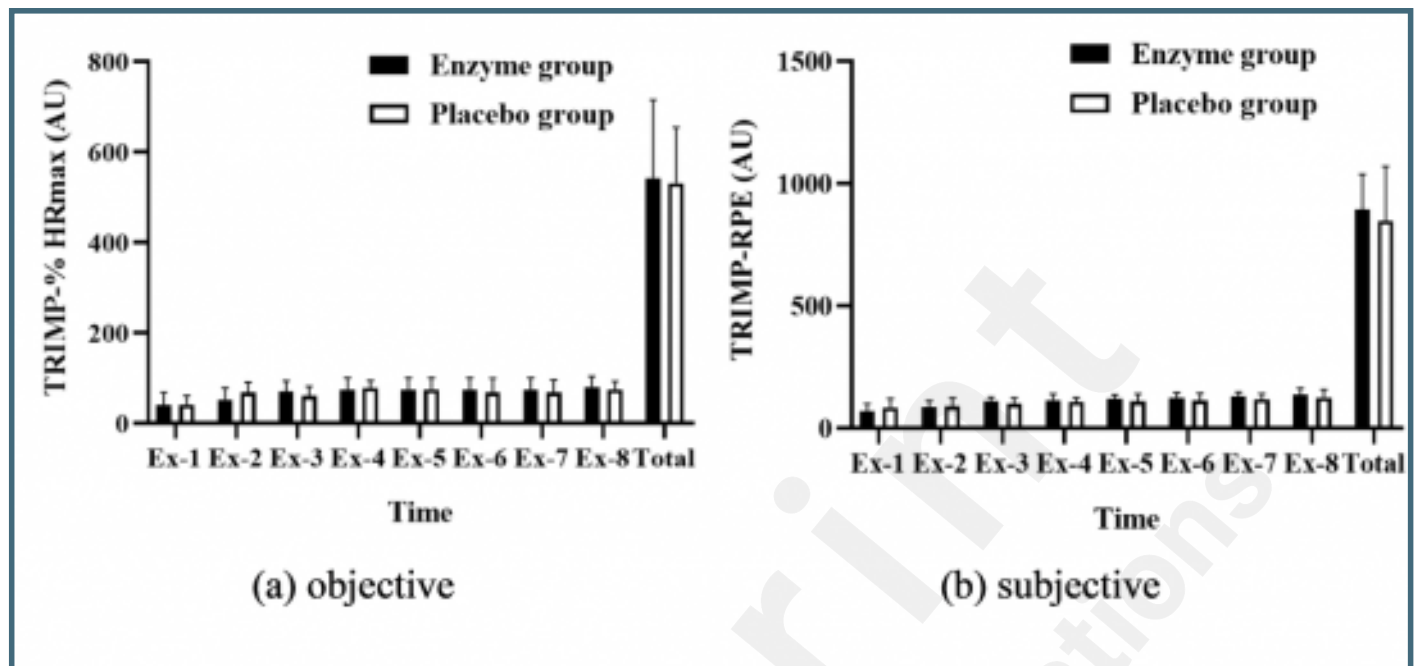 800
600
400
200
0
TRIMP-% HRmax (AU)
Enzyme group
Placebo group
Ex-1 Ex-2 Ex-3 Ex-4 Ex-5 Ex-6 Ex-7 Ex-8 Total
Time
(a) objective
1500
1000
500
0
TRIMP-RPE (AU)
Enzyme group
Placebo group
Ex-1 Ex-2 Ex-3 Ex-4 Ex-5 Ex-6 Ex-7 Ex-8 Total
Time
(b) subjective
rint
tions